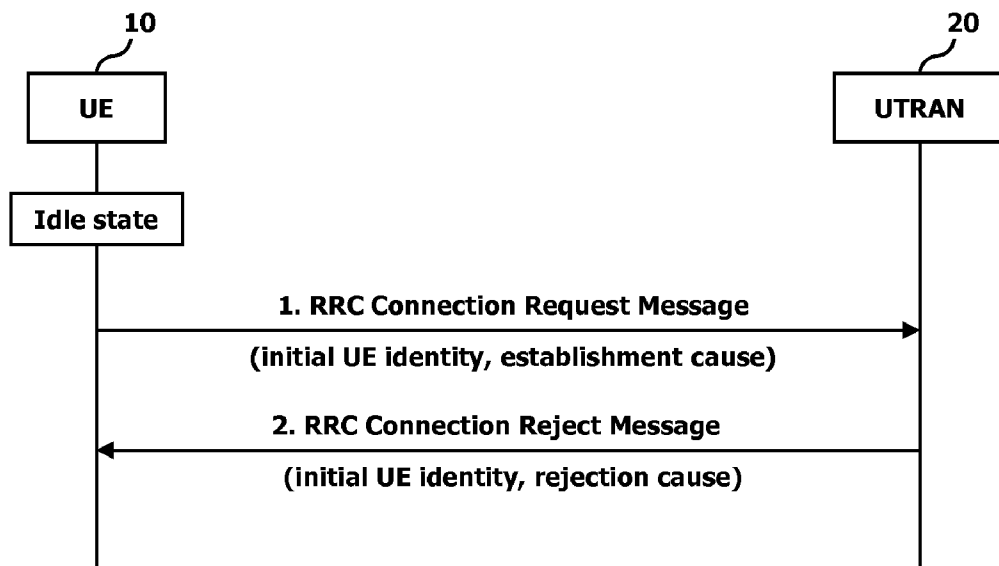 10
20
UE
UTRAN
Idle state
1. RRC Connection Request Message
(initial UE identity, establishment cause)
2. RRC Connection Reject Message
(initial UE identity, rejection cause)